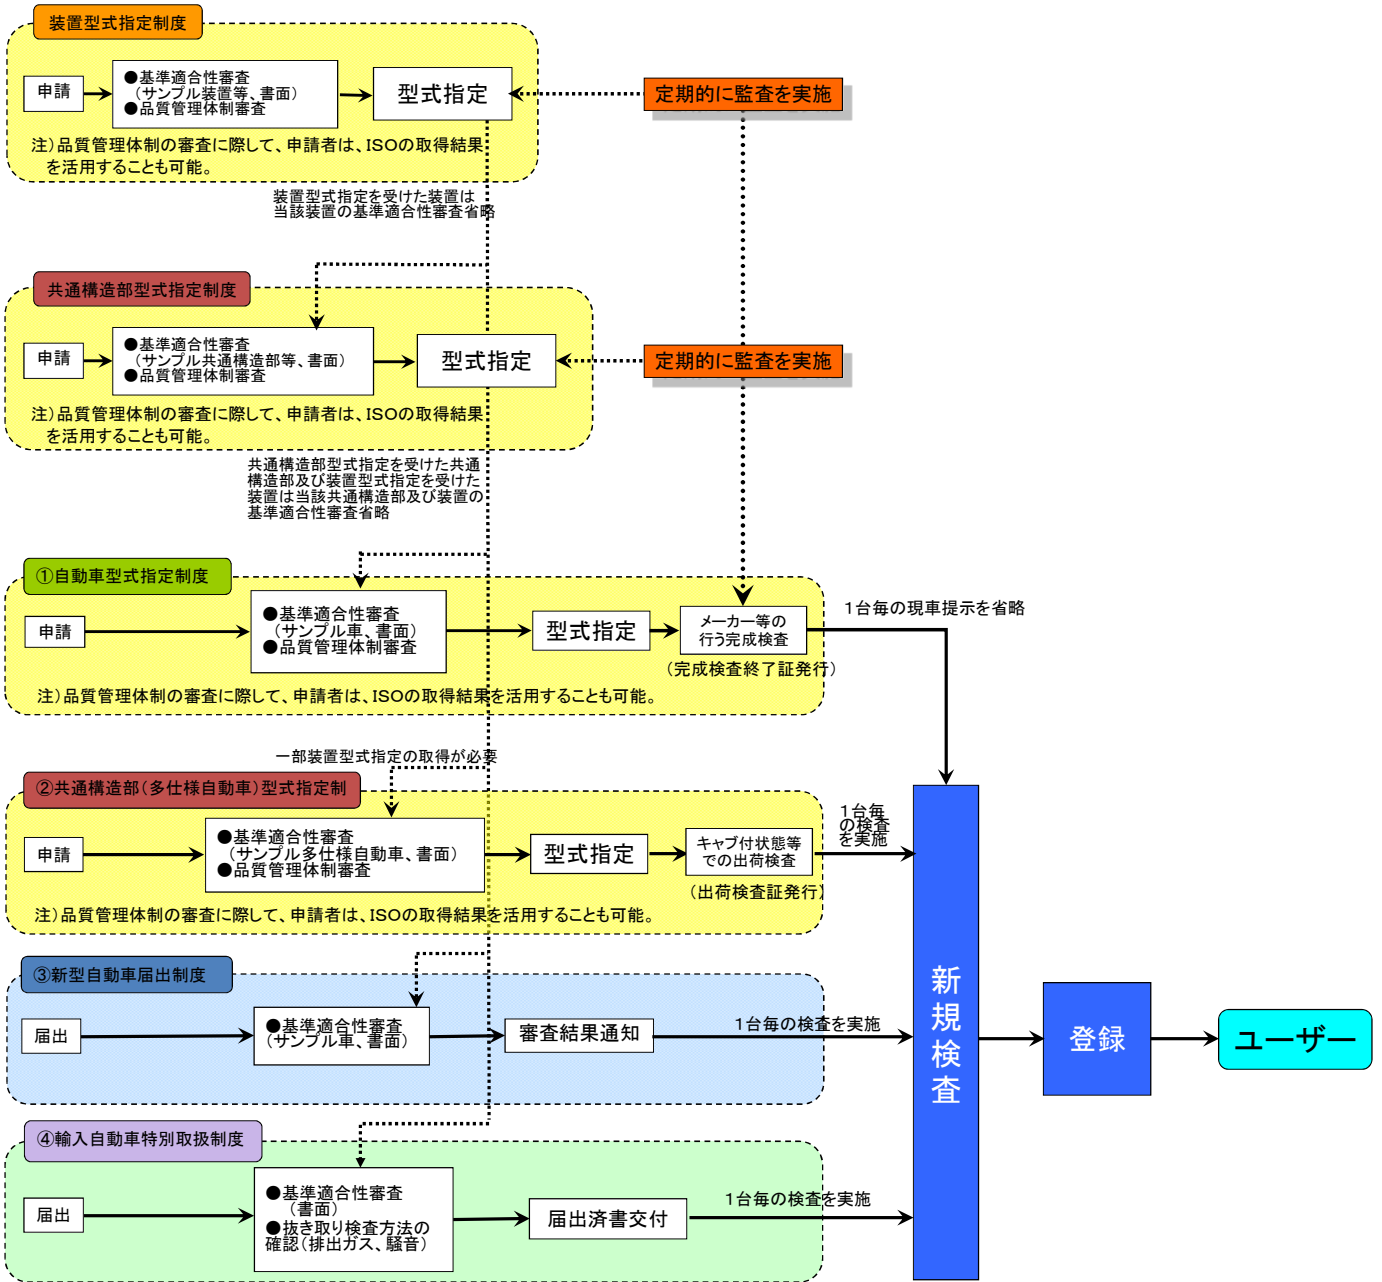 装置型式指定制度
申請
●基準適合性審査
（サンプル装置等、書面）
●品質管理体制審査
型式指定
定期的に監査を実施
注）品質管理体制の審査に際して、申請者は、ISOの取得結果
を活用することも可能。
装置型式指定を受けた装置は
当該装置の基準適合性審査省略
共通構造部型式指定制度
申請
●基準適合性審査
（サンプル共通構造部等、書面）
●品質管理体制審査
型式指定
定期的に監査を実施
注）品質管理体制の審査に際して、申請者は、ISOの取得結果
を活用することも可能。
共通構造部型式指定を受けた共通
構造部及び装置型式指定を受けた
装置は当該共通構造部及び装置の
基準適合性審査省略
①自動車型式指定制度
申請
●基準適合性審査
（サンプル車、書面）
●品質管理体制審査
型式指定
メーカー等の
行う完成検査
（完成検査終了証発行）
1台毎の現車提示を省略
注）品質管理体制の審査に際して、申請者は、ISOの取得結果を活用することも可能。
一部装置型式指定の取得が必要
②共通構造部（多仕様自動車）型式指定制
申請
●基準適合性審査
（サンプル多仕様自動車、書面）
●品質管理体制審査
型式指定
キャブ付状態等
での出荷検査
（出荷検査証発行）
1台毎
の検査
を実施
注）品質管理体制の審査に際して、申請者は、ISOの取得結果を活用することも可能。
③新型自動車届出制度
届出
●基準適合性審査
（サンプル車、書面）
審査結果通知
1台毎の検査を実施
④輸入自動車特別取扱制度
届出
●基準適合性審査
（書面）
●抜き取り検査方法の
確認（排出ガス、騒音）
届出済書交付
1台毎の検査を実施
新規検査
登録
ユーザー